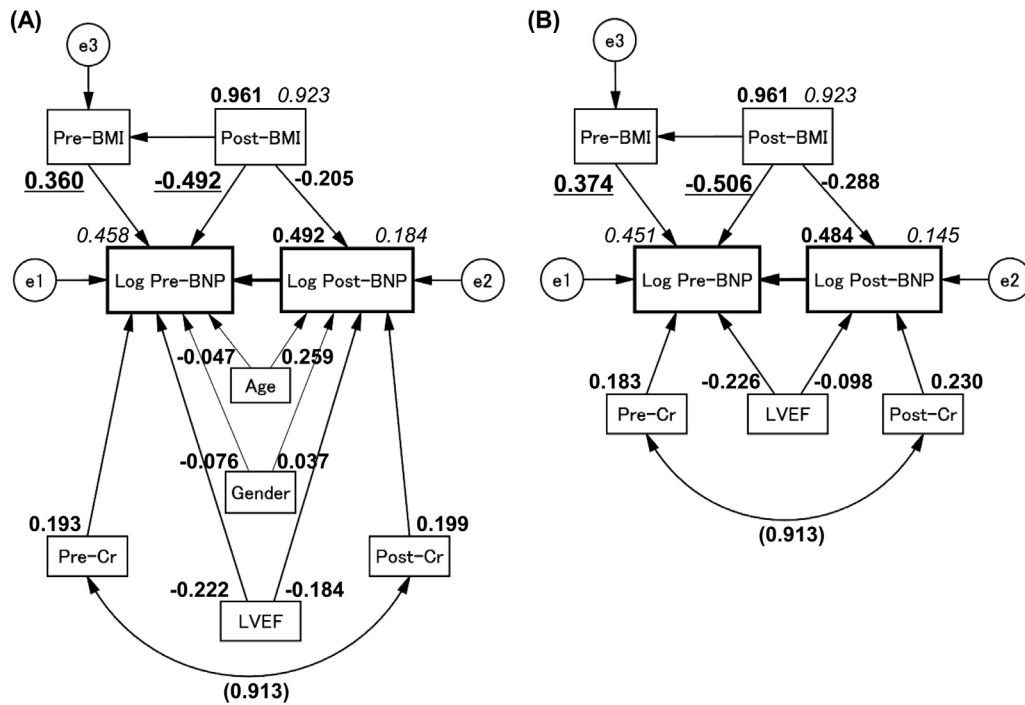 (A)
e3
0.961 0.923
Pre-BMI
Post-BMI
0.360
-0.492
-0.205
0.458
0.492
0.184
e1
Log Pre-BNP
Log Post-BNP
e2
-0.047
0.259
Age
-0.076
0.037
Gender
0.193
0.199
Pre-Cr
Post-Cr
-0.222
-0.184
LVEF
(0.913)
(B)
e3
0.961 0.923
Pre-BMI
Post-BMI
0.374
-0.506
-0.288
0.451
0.484
0.145
e1
Log Pre-BNP
Log Post-BNP
e2
0.183
-0.226
-0.098
0.230
Pre-Cr
LVEF
Post-Cr
(0.913)